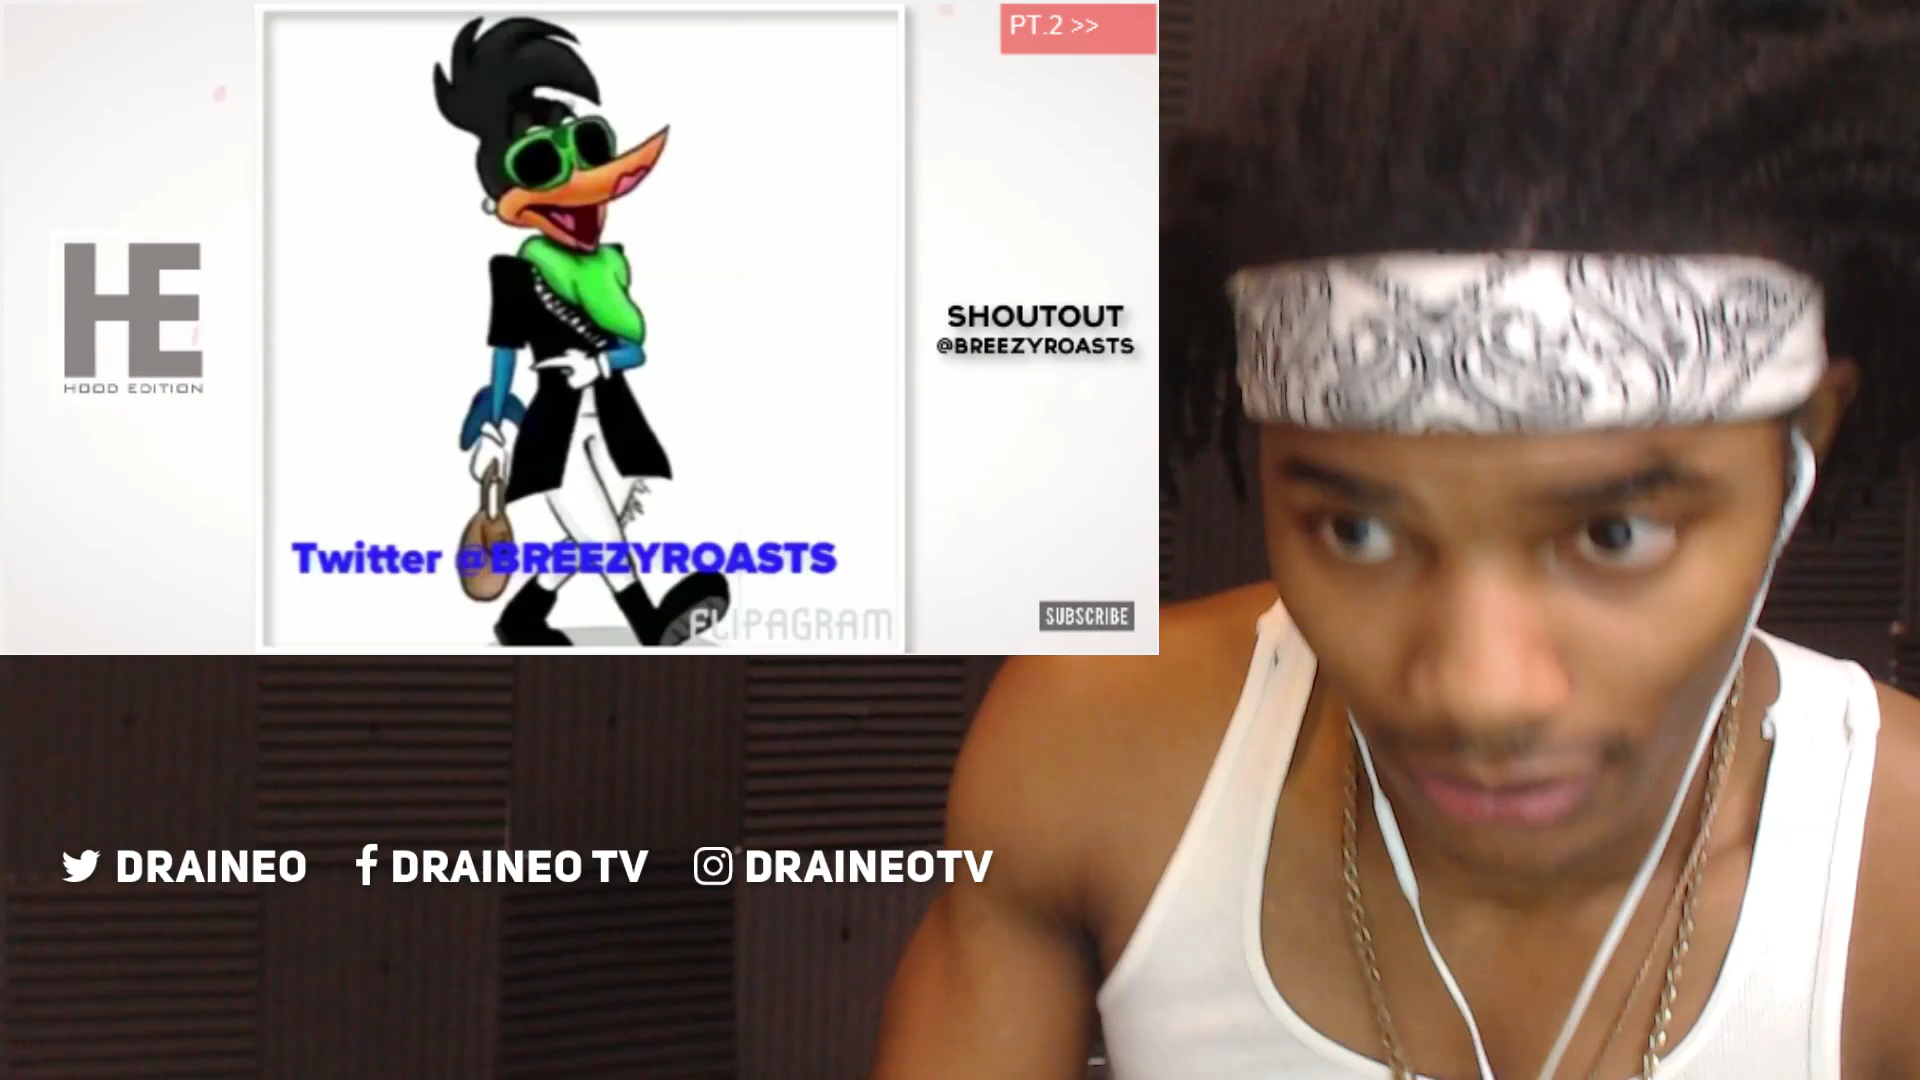 PT.2 >>
HE
HOOD EDITION
SHOUTOUT
@BREEZYROASTS
Twitter @BREEZYROASTS
FLIPAGRAM
SUBSCRIBE
DRAINEO
DRAINEO TV
DRAINEOTV